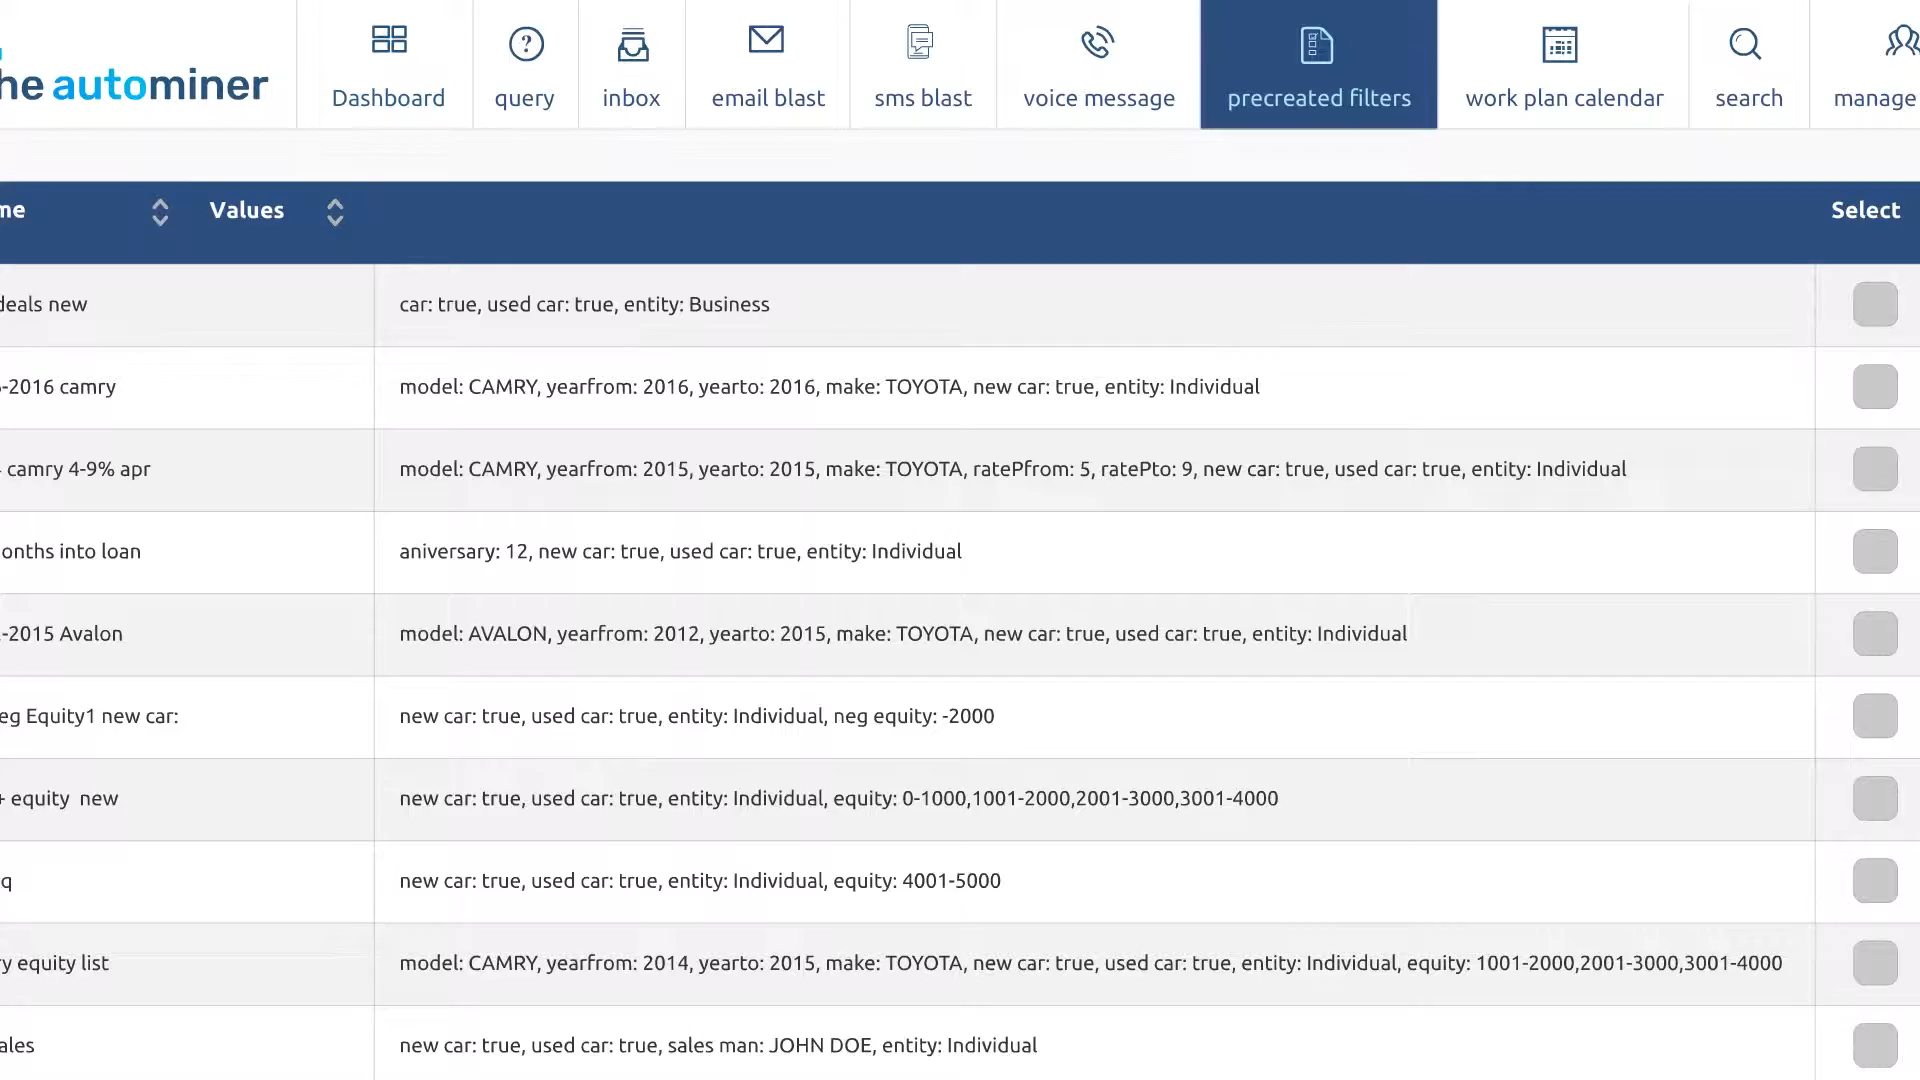 he autominer
Dashboard
query
inbox
email blast
sms blast
voice message
precreated filters
work plan calendar
search
manage
me Values Select
deals new car: true, used car: true, entity: Business
-2016 camry model: CAMRY, yearfrom: 2016, yearto: 2016, make: TOYOTA, new car: true, entity: Individual
camry 4-9% apr model: CAMRY, yearfrom: 2015, yearto: 2015, make: TOYOTA, ratePfrom: 5, ratePto: 9, new car: true, used car: true, entity: Individual
onths into loan aniversary: 12, new car: true, used car: true, entity: Individual
-2015 Avalon model: AVALON, yearfrom: 2012, yearto: 2015, make: TOYOTA, new car: true, used car: true, entity: Individual
eg Equity1 new car: new car: true, used car: true, entity: Individual, neg equity: -2000
+ equity new new car: true, used car: true, entity: Individual, equity: 0-1000,1001-2000,2001-3000,3001-4000
q new car: true, used car: true, entity: Individual, equity: 4001-5000
y equity list model: CAMRY, yearfrom: 2014, yearto: 2015, make: TOYOTA, new car: true, used car: true, entity: Individual, equity: 1001-2000,2001-3000,3001-4000
ales new car: true, used car: true, sales man: JOHN DOE, entity: Individual